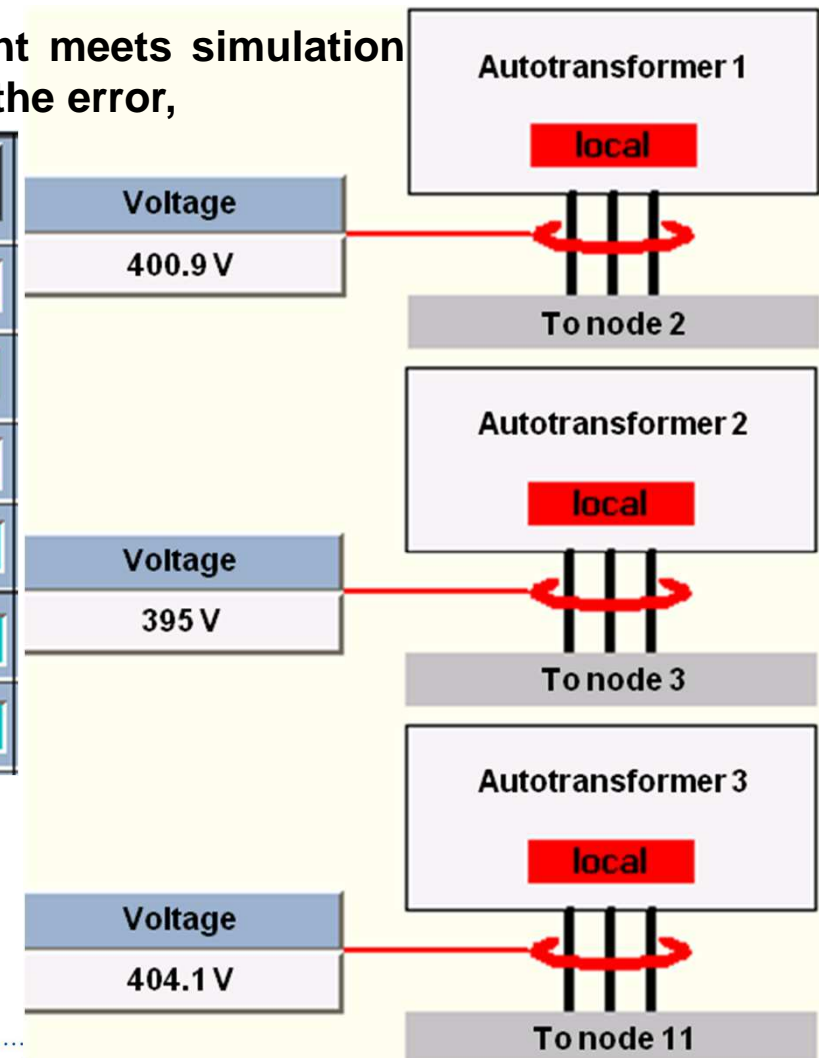 nt meets simulation
the error,
Autotransformer 1
local
Voltage
400.9 V
To node 2
Autotransformer 2
local
Voltage
395 V
To node 3
Autotransformer 3
local
Voltage
404.1 V
To node 11
...